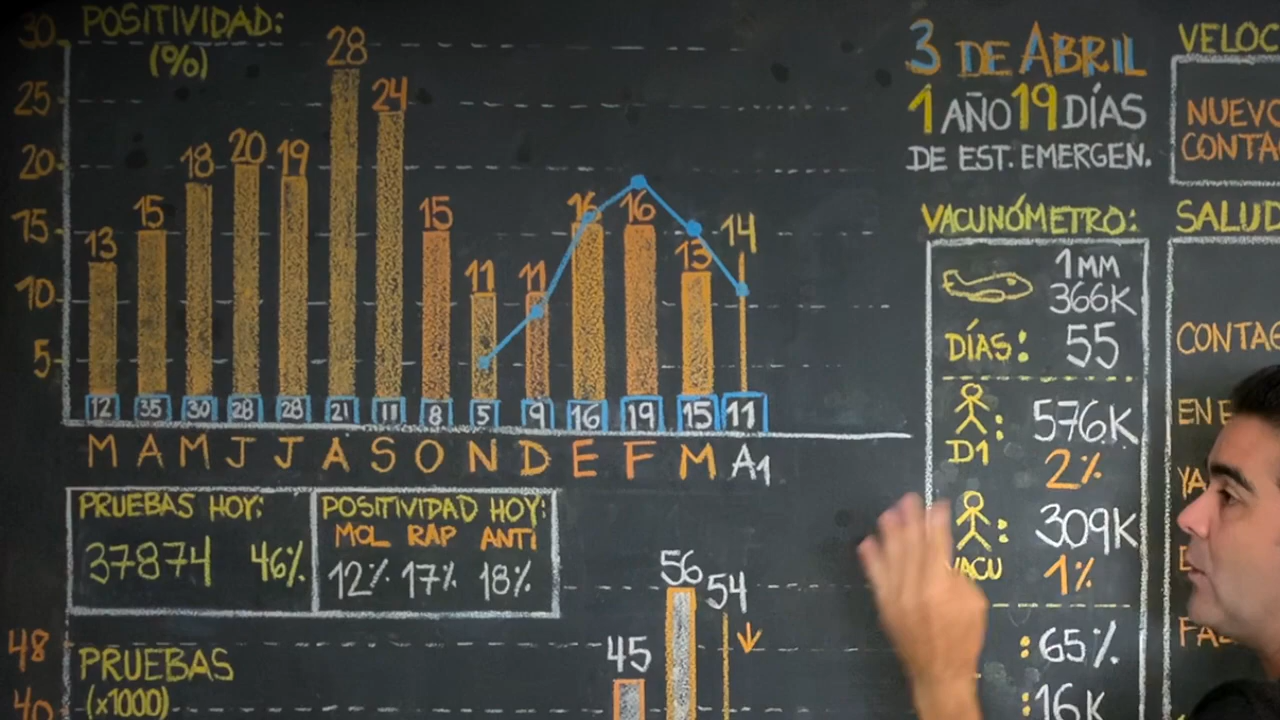 POSITIVIDAD:
(%)
30
25
20
15
10
5
13 15 18 20 19 28 24 15 11 11 16 16 13 14
12 35 30 28 28 21 11 8 5 9 16 19 15 11
M A M J J A S O N D E F M A1
PRUEBAS HOY:
37874 46%
POSITIVIDAD HOY:
MOL RAP ANTI
12% 17% 18%
PRUEBAS
(x1000)
48
40
45 56 54
3 DE ABRIL
1 AÑO 19 DÍAS
DE EST. EMERGEN.
VACUNÓMETRO:
1MM
366K
DÍAS: 55
D1 : 576K
2%
VACU : 309K
1%
: 65%
: 16K
VELOC
NUEVO
CONTA
SALUD
CONTAG
EN E
YA